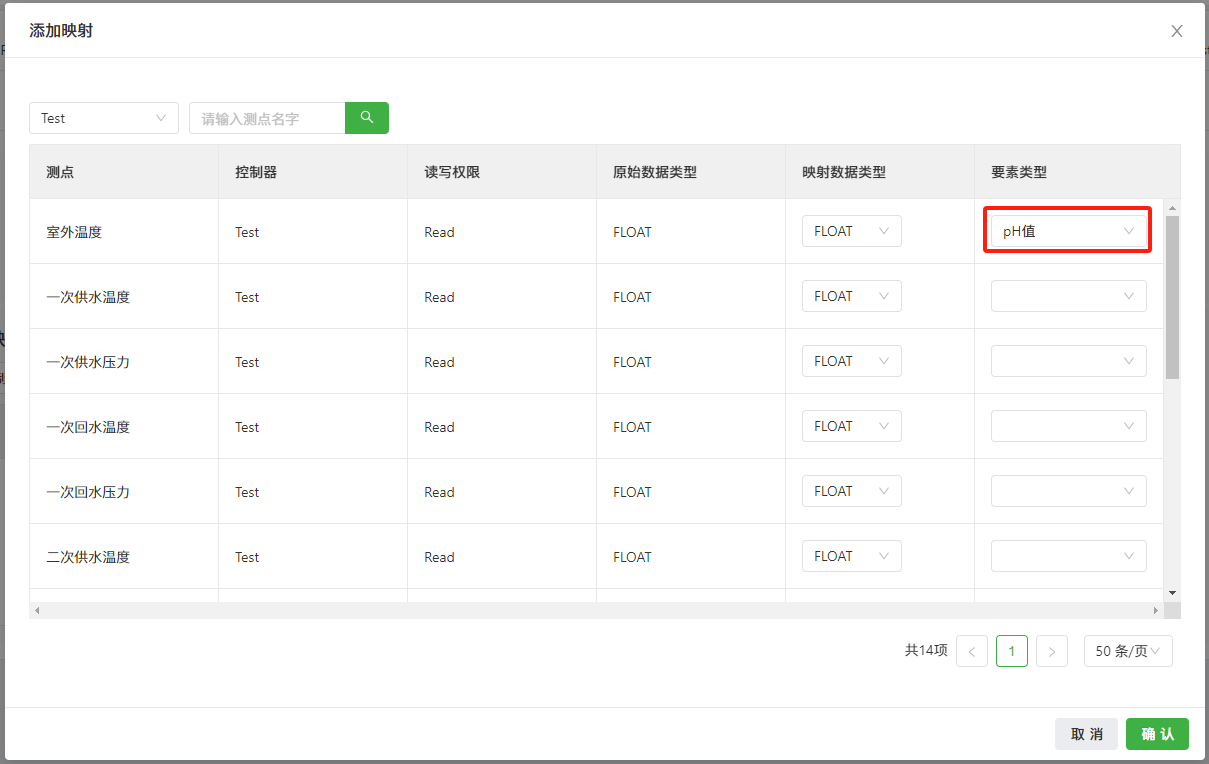 添加映射
Test
请输入测点名字
测点 控制器 读写权限 原始数据类型 映射数据类型 要素类型
室外温度 Test Read FLOAT FLOAT pH值
一次供水温度 Test Read FLOAT FLOAT
一次供水压力 Test Read FLOAT FLOAT
一次回水温度 Test Read FLOAT FLOAT
一次回水压力 Test Read FLOAT FLOAT
二次供水温度 Test Read FLOAT FLOAT
共14项 < 1 > 50 条/页
取 消 确 认